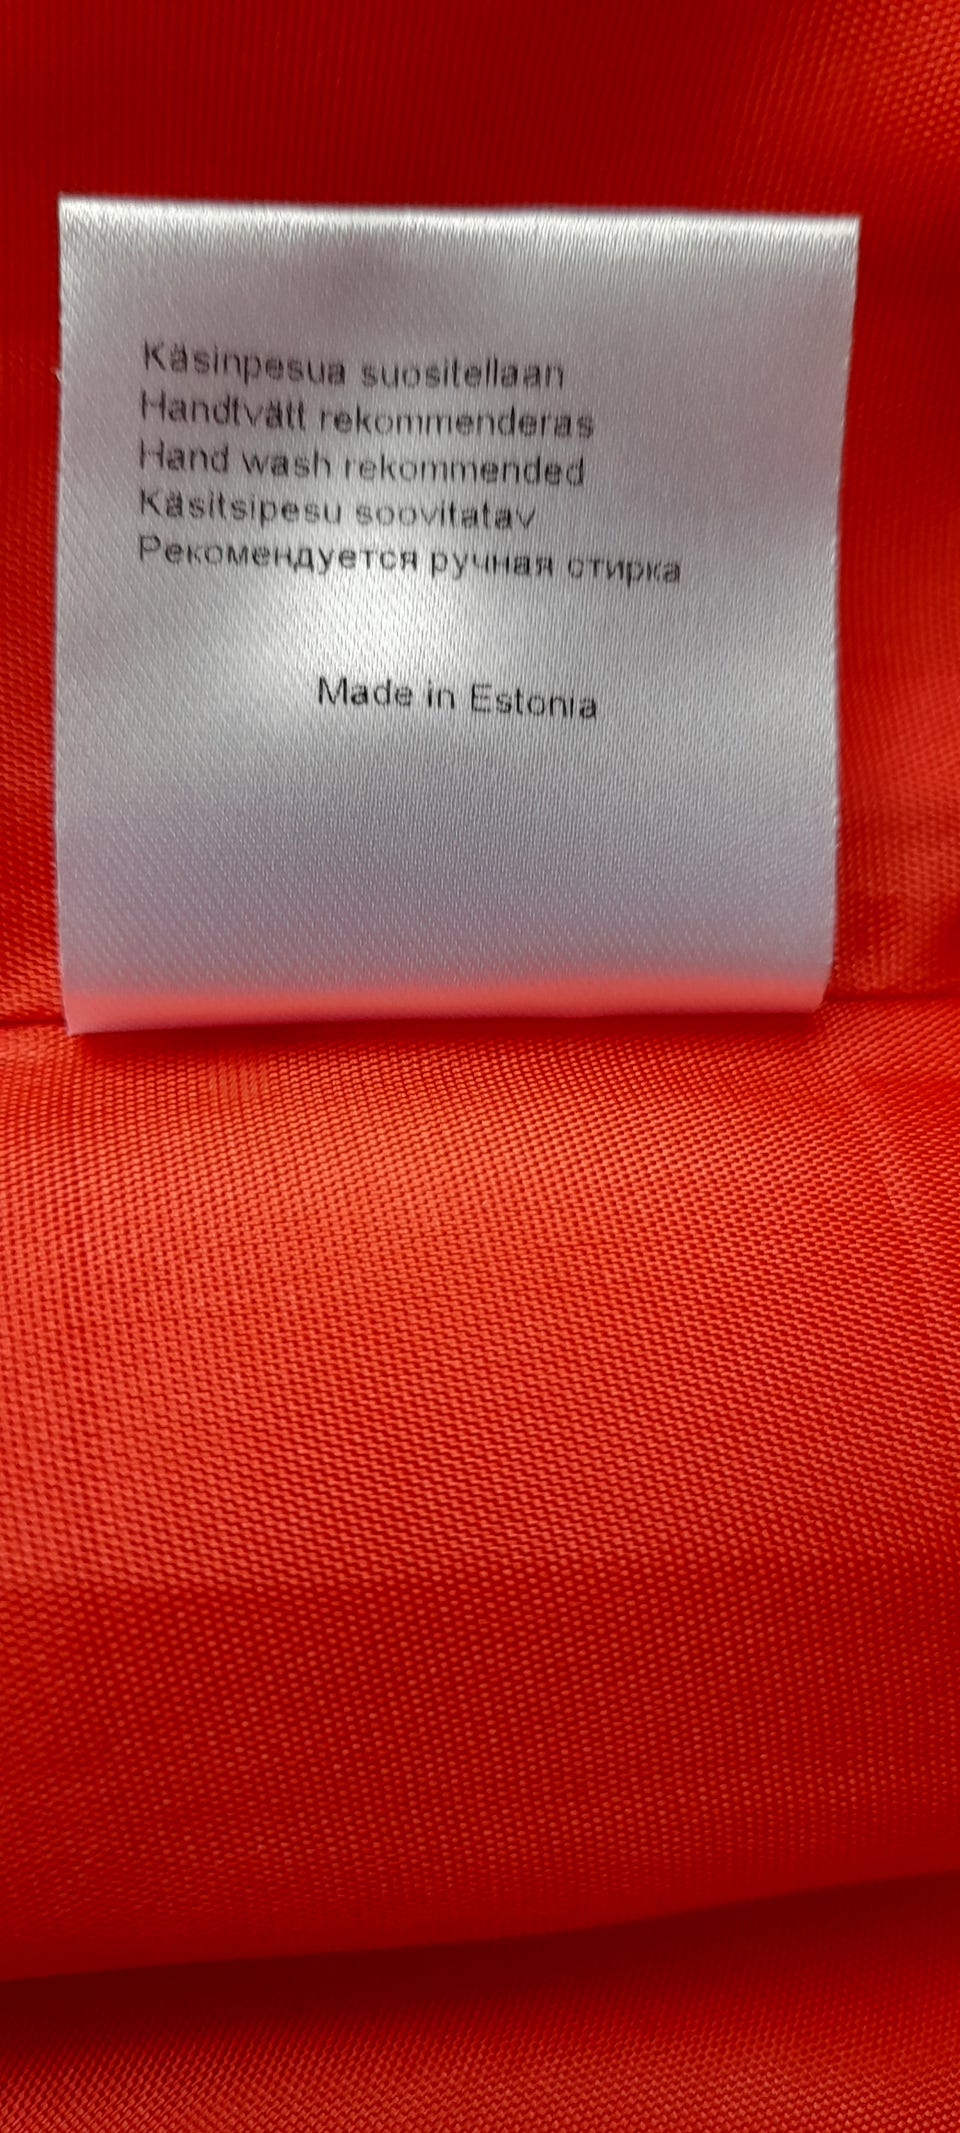 Käsinpesua suositellaan
Handtvätt rekommenderas
Hand wash rekommended
Käsitsipesu soovitatav
Рекомендуется ручная стирка
Made in Estonia